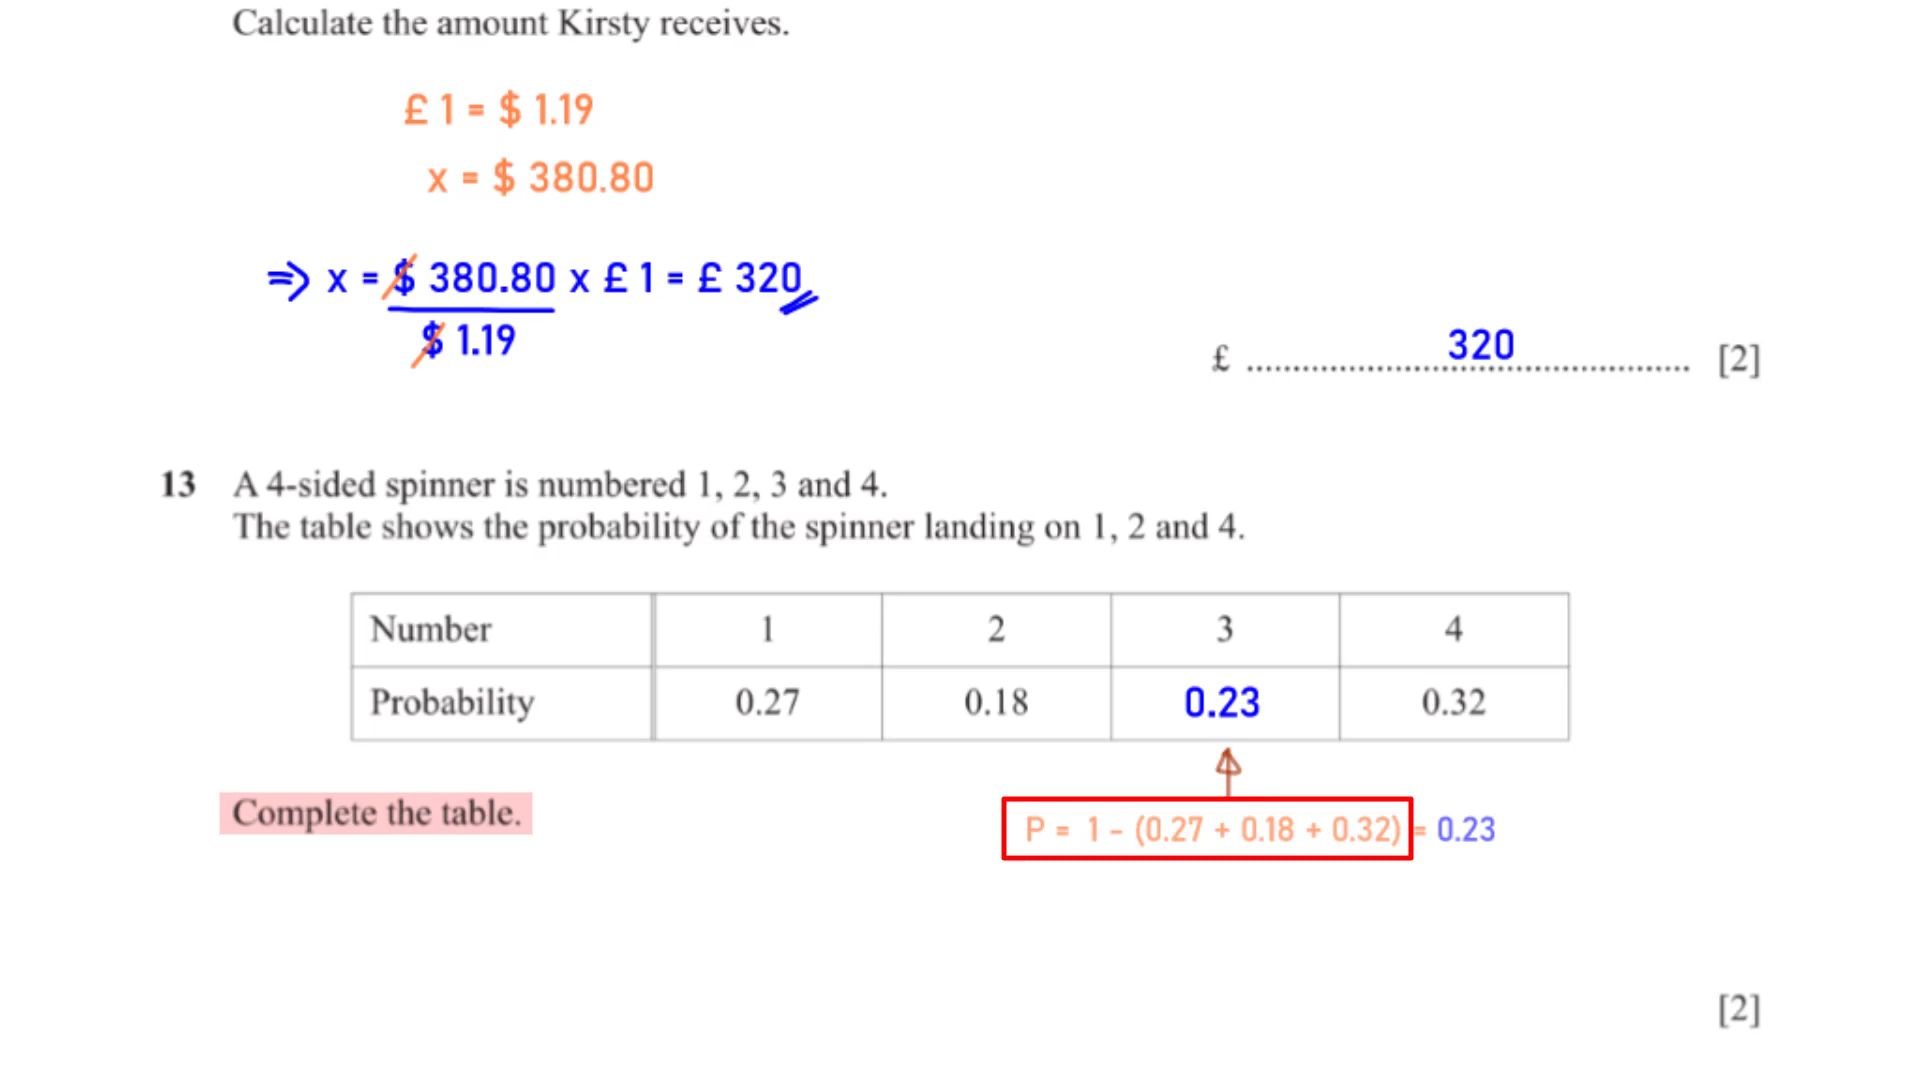 Calculate the amount Kirsty receives.
£ 1 = $ 1.19
x = $ 380.80
=> x = $ 380.80 x £ 1 = £ 320
$ 1.19
£ ................................................ 320 [2]
13 A 4-sided spinner is numbered 1, 2, 3 and 4.
The table shows the probability of the spinner landing on 1, 2 and 4.
Number 1 2 3 4
Probability 0.27 0.18 0.23 0.32
Complete the table.
P = 1 - (0.27 + 0.18 + 0.32) = 0.23
[2]